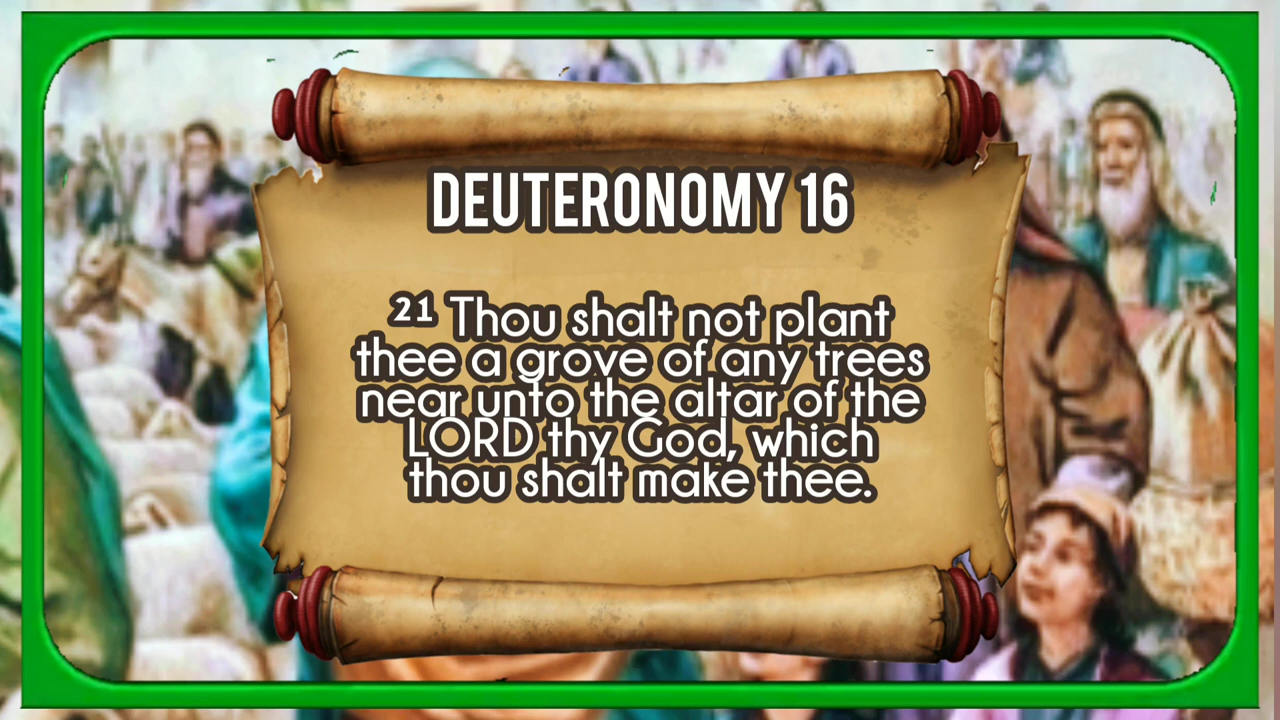 DEUTERONOMY 16
21 Thou shalt not plant
thee a grove of any trees
near unto the altar of the
LORD thy God, which
thou shalt make thee.